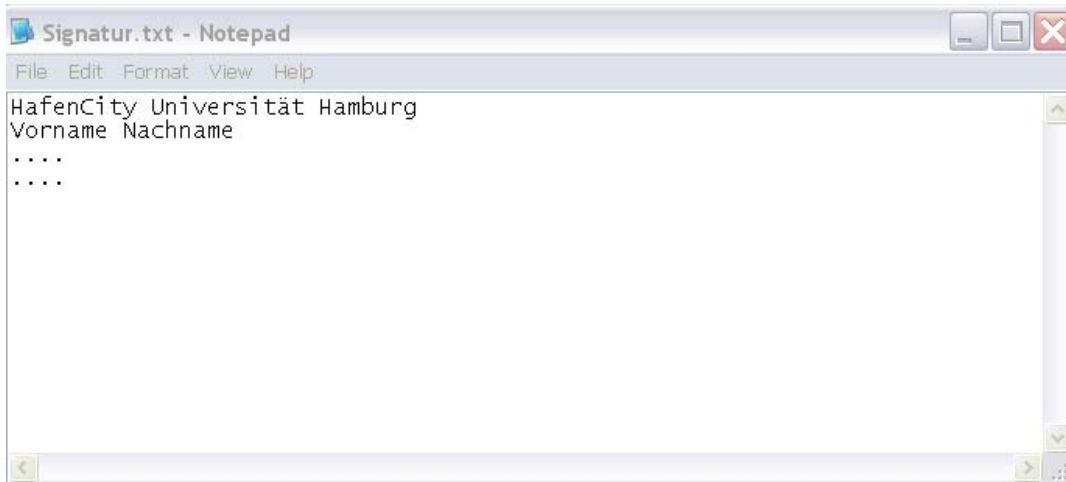 Signatur.txt - Notepad
File Edit Format View Help
HafenCity Universität Hamburg
Vorname Nachname
....
....